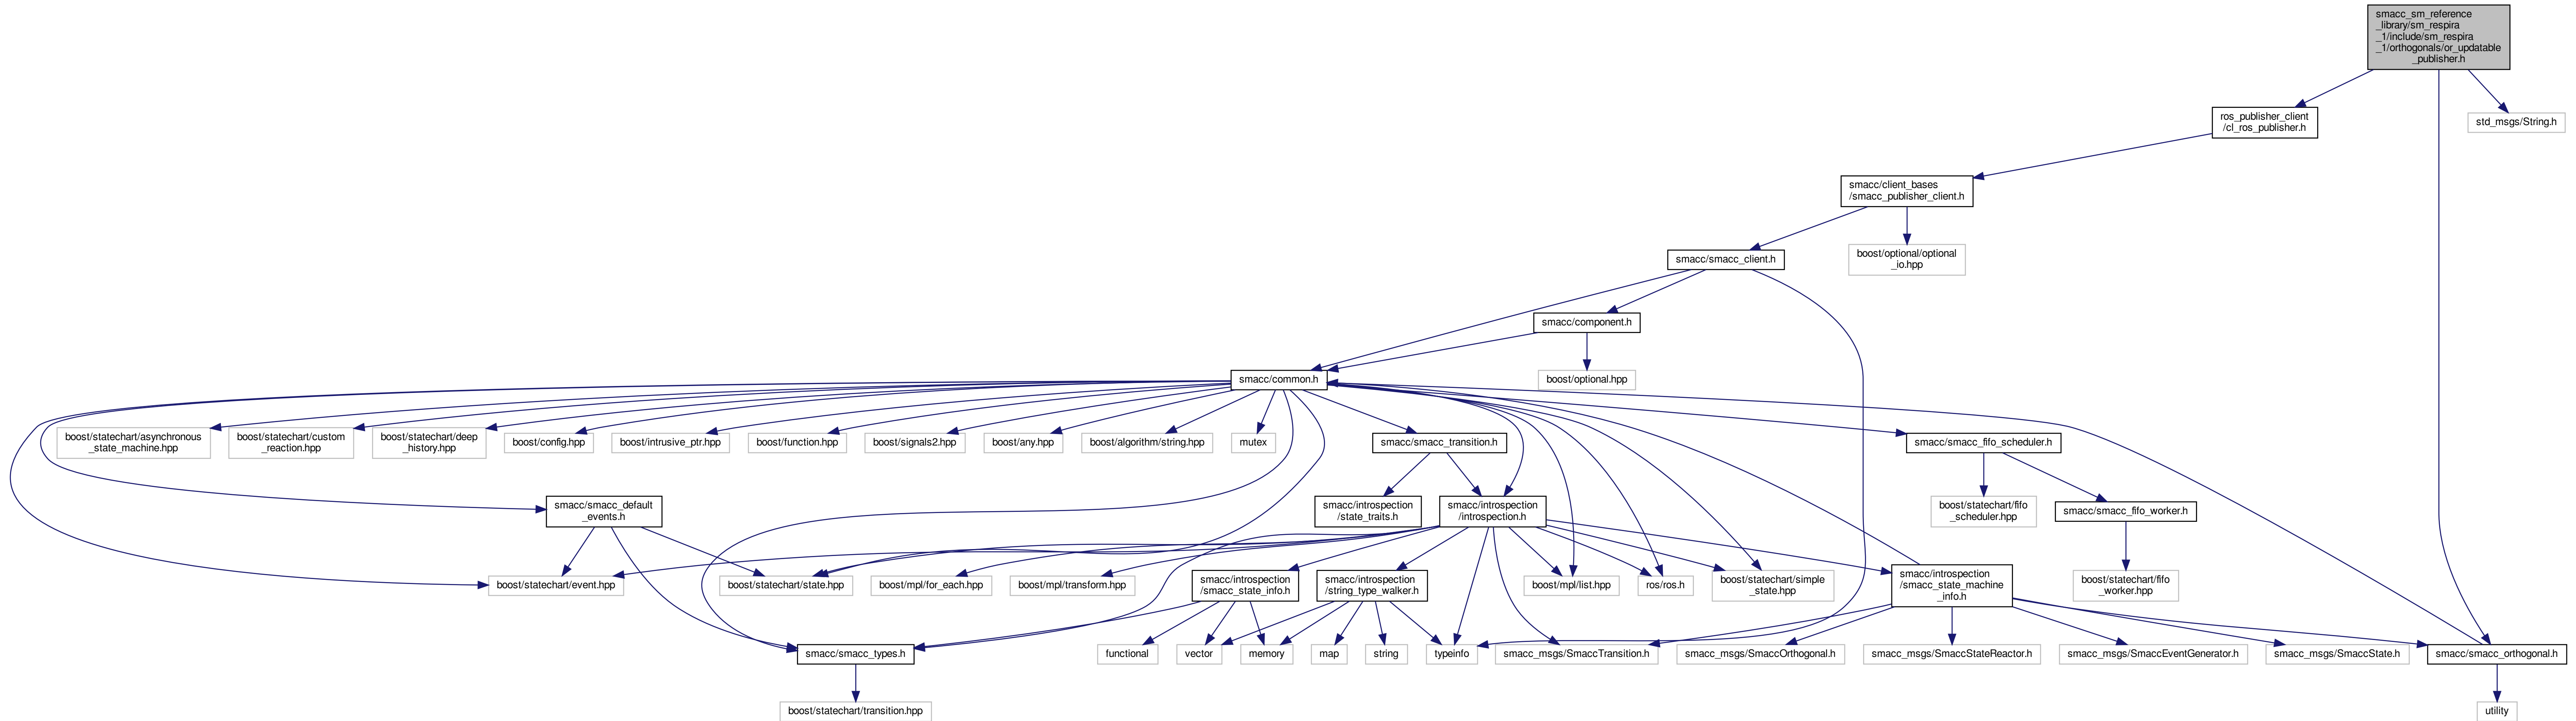 smacc_sm_reference
_library/sm_respira
_1/include/sm_respira
_1/orthogonals/or_updatable
_publisher.h
ros_publisher_client
/cl_ros_publisher.h
std_msgs/String.h
smacc/client_bases
/smacc_publisher_client.h
smacc/smacc_client.h
boost/optional/optional
_io.hpp
smacc/component.h
smacc/common.h
boost/optional.hpp
boost/statechart/asynchronous
_state_machine.hpp
boost/statechart/custom
_reaction.hpp
boost/statechart/deep
_history.hpp
boost/config.hpp
boost/intrusive_ptr.hpp
boost/function.hpp
boost/signals2.hpp
boost/any.hpp
boost/algorithm/string.hpp
mutex
smacc/smacc_transition.h
smacc/smacc_fifo_scheduler.h
smacc/smacc_default
_events.h
smacc/introspection
/state_traits.h
smacc/introspection
/introspection.h
boost/statechart/fifo
_scheduler.hpp
smacc/smacc_fifo_worker.h
boost/statechart/event.hpp
boost/statechart/state.hpp
boost/mpl/for_each.hpp
boost/mpl/transform.hpp
smacc/introspection
/smacc_state_info.h
smacc/introspection
/string_type_walker.h
boost/mpl/list.hpp
ros/ros.h
boost/statechart/simple
_state.hpp
smacc/introspection
/smacc_state_machine
_info.h
boost/statechart/fifo
_worker.hpp
smacc/smacc_types.h
functional
vector
memory
map
string
typeinfo
smacc_msgs/SmaccTransition.h
smacc_msgs/SmaccOrthogonal.h
smacc_msgs/SmaccStateReactor.h
smacc_msgs/SmaccEventGenerator.h
smacc_msgs/SmaccState.h
smacc/smacc_orthogonal.h
boost/statechart/transition.hpp
utility